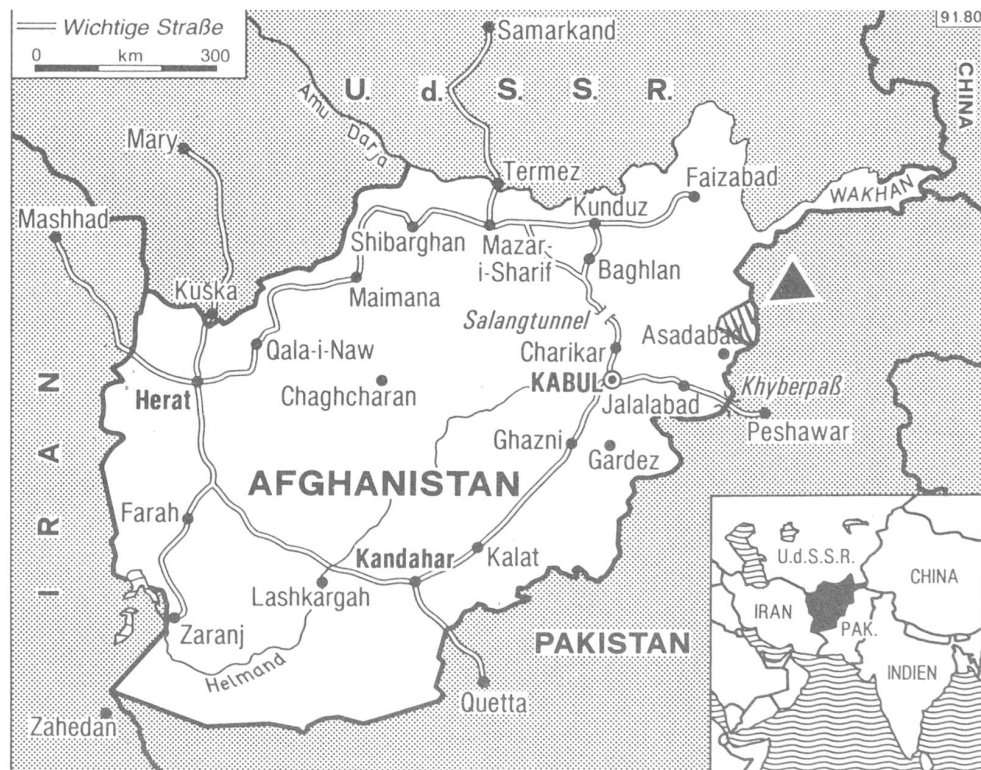 Wichtige Straße
0 km 300
91.80
Samarkand
U. d. S. S. R.
CHINA
Amu Darja
Mary
Termez
Faizabad
Kunduz
WAKHAN
Mashhad
Shibarghan
Mazar-
i-Sharif
Baghlan
Kuska
Maimana
Salangtunnel
Asadabad
Qala-i-Naw
Charikar
Herat
Chaghcharan
KABUL
Jalalabad
Khyberpaß
Peshawar
IRAN
Ghazni
Gardez
AFGHANISTAN
Farah
Kandahar
Kalat
Lashkargah
Zaranj
PAKISTAN
Helmand
Quetta
Zahedan
U.d.S.S.R.
CHINA
IRAN
PAK.
INDIEN